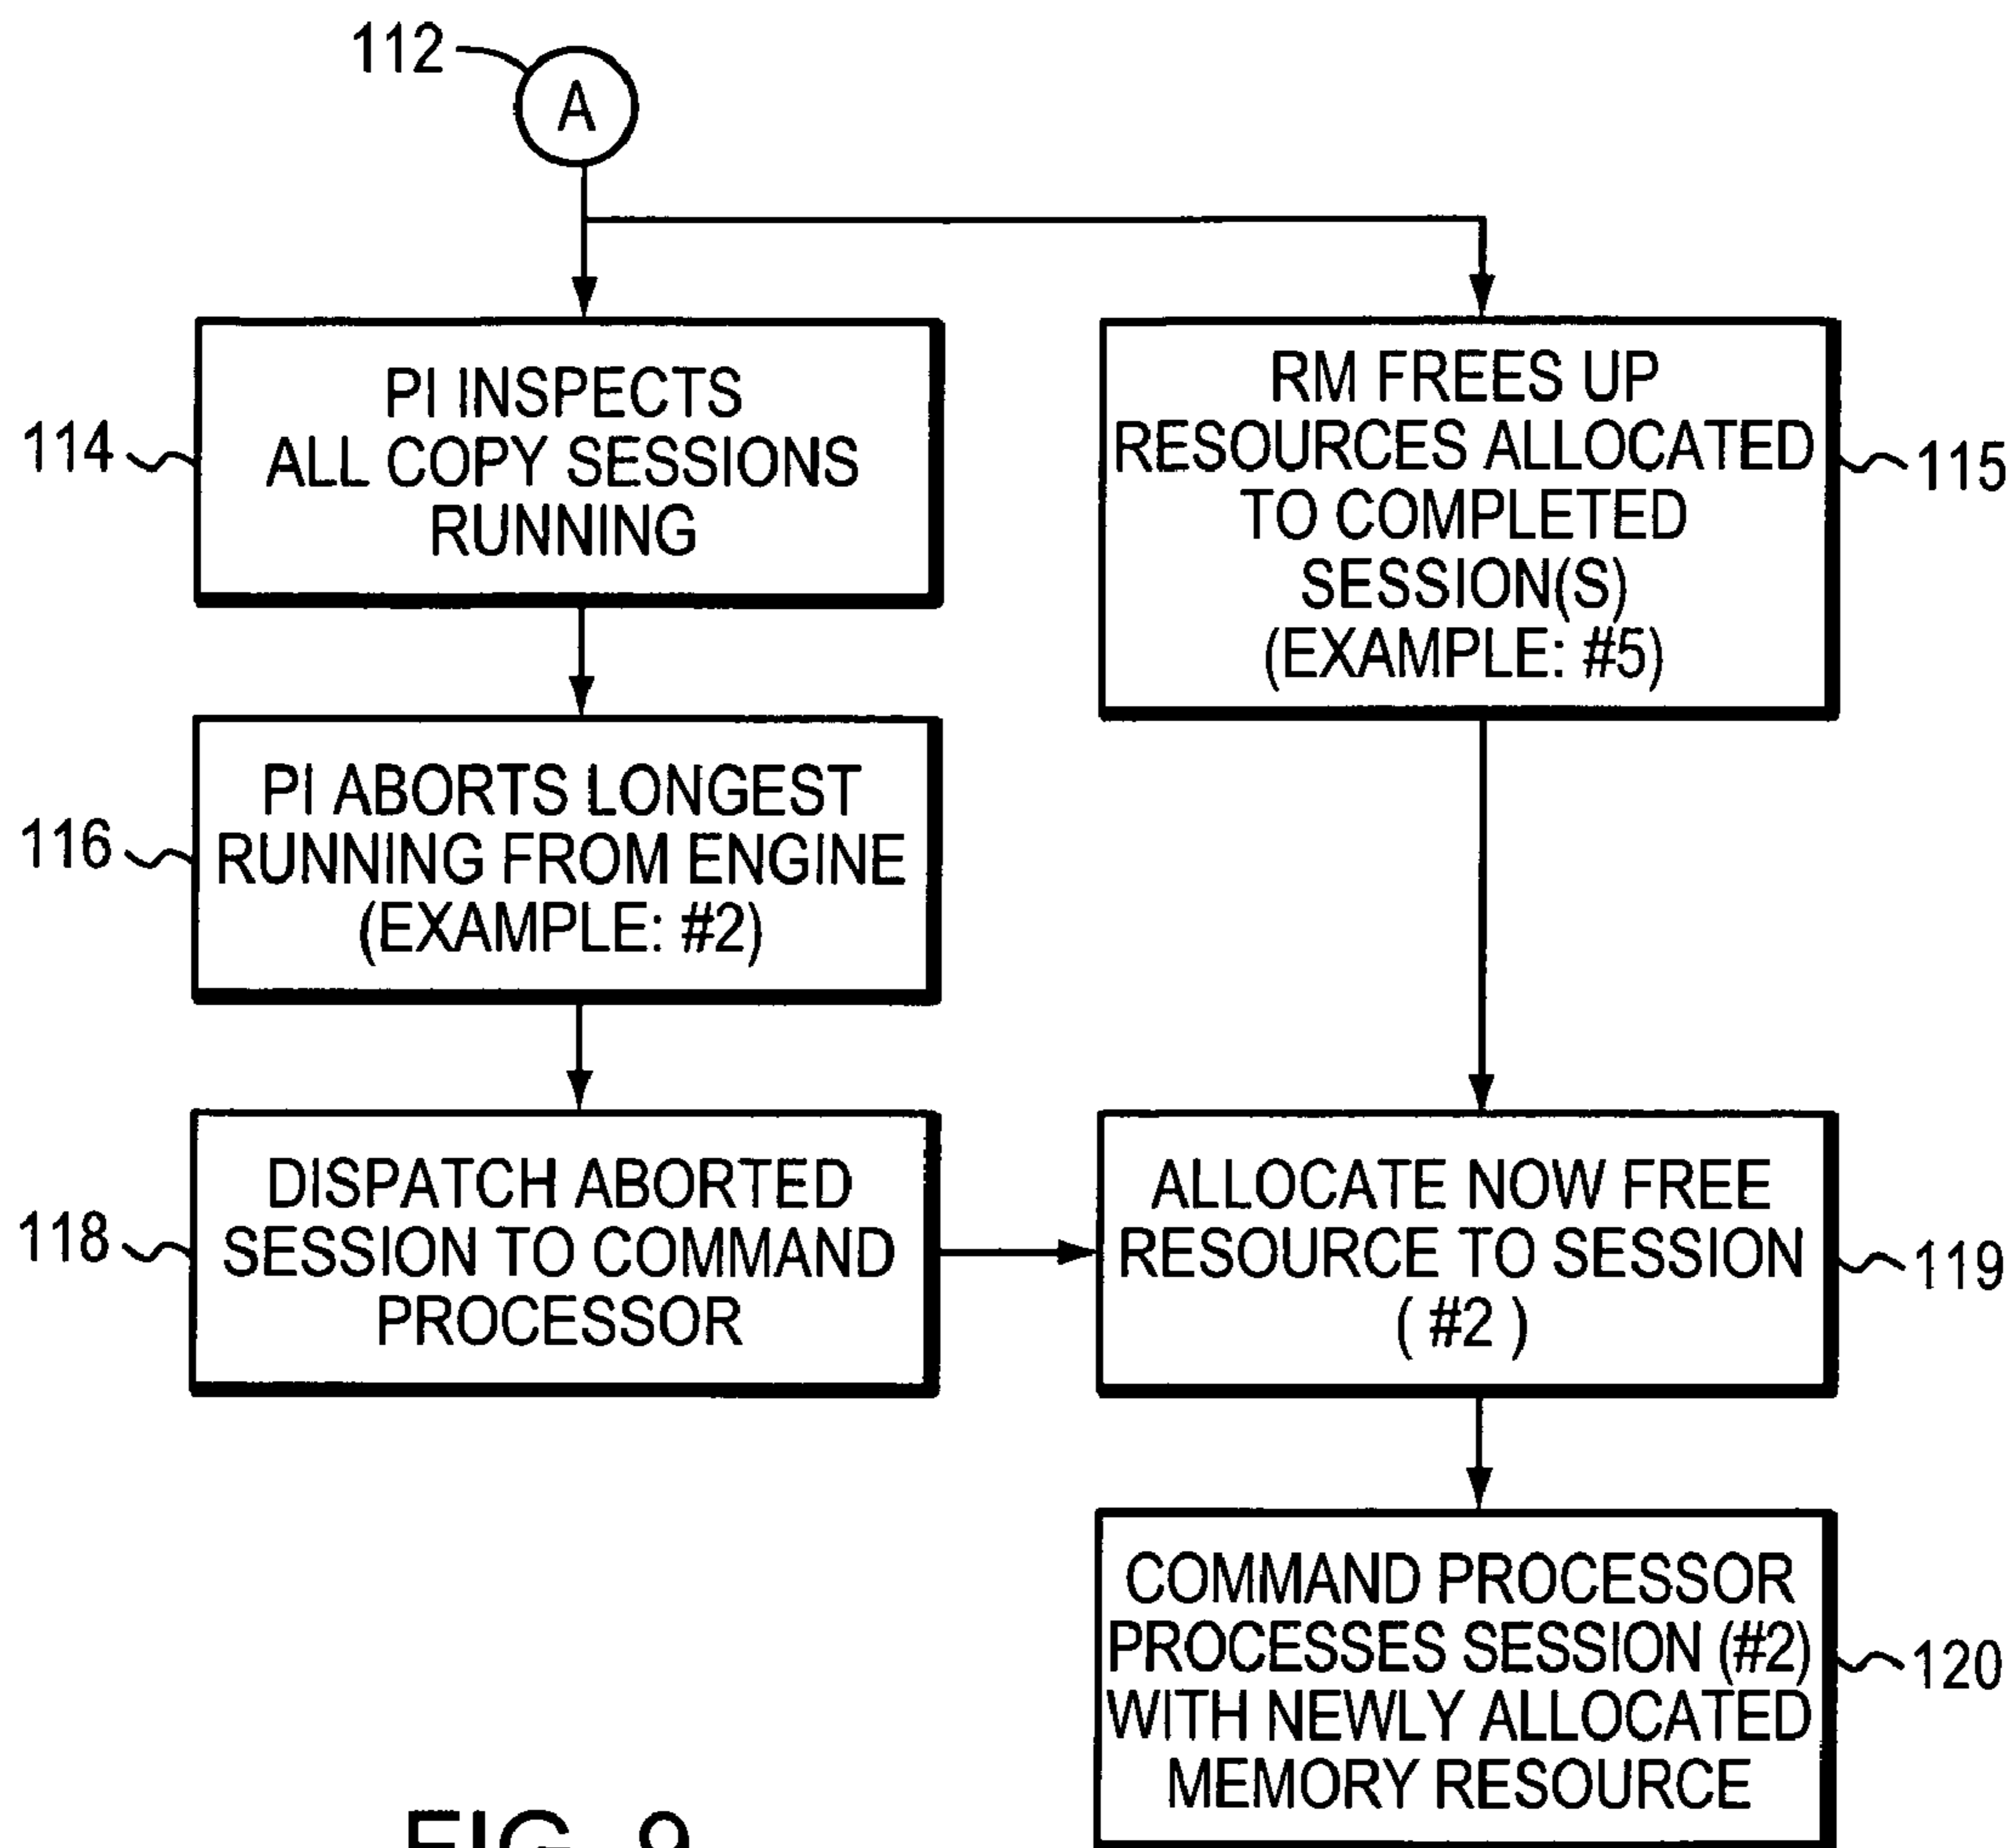 112
A
PI INSPECTS
ALL COPY SESSIONS
RUNNING
114
RM FREES UP
RESOURCES ALLOCATED
TO COMPLETED
SESSION(S)
(EXAMPLE: #5)
115
PI ABORTS LONGEST
RUNNING FROM ENGINE
(EXAMPLE: #2)
116
DISPATCH ABORTED
SESSION TO COMMAND
PROCESSOR
118
ALLOCATE NOW FREE
RESOURCE TO SESSION
( #2 )
119
COMMAND PROCESSOR
PROCESSES SESSION (#2)
WITH NEWLY ALLOCATED
MEMORY RESOURCE
120
FIG. 9